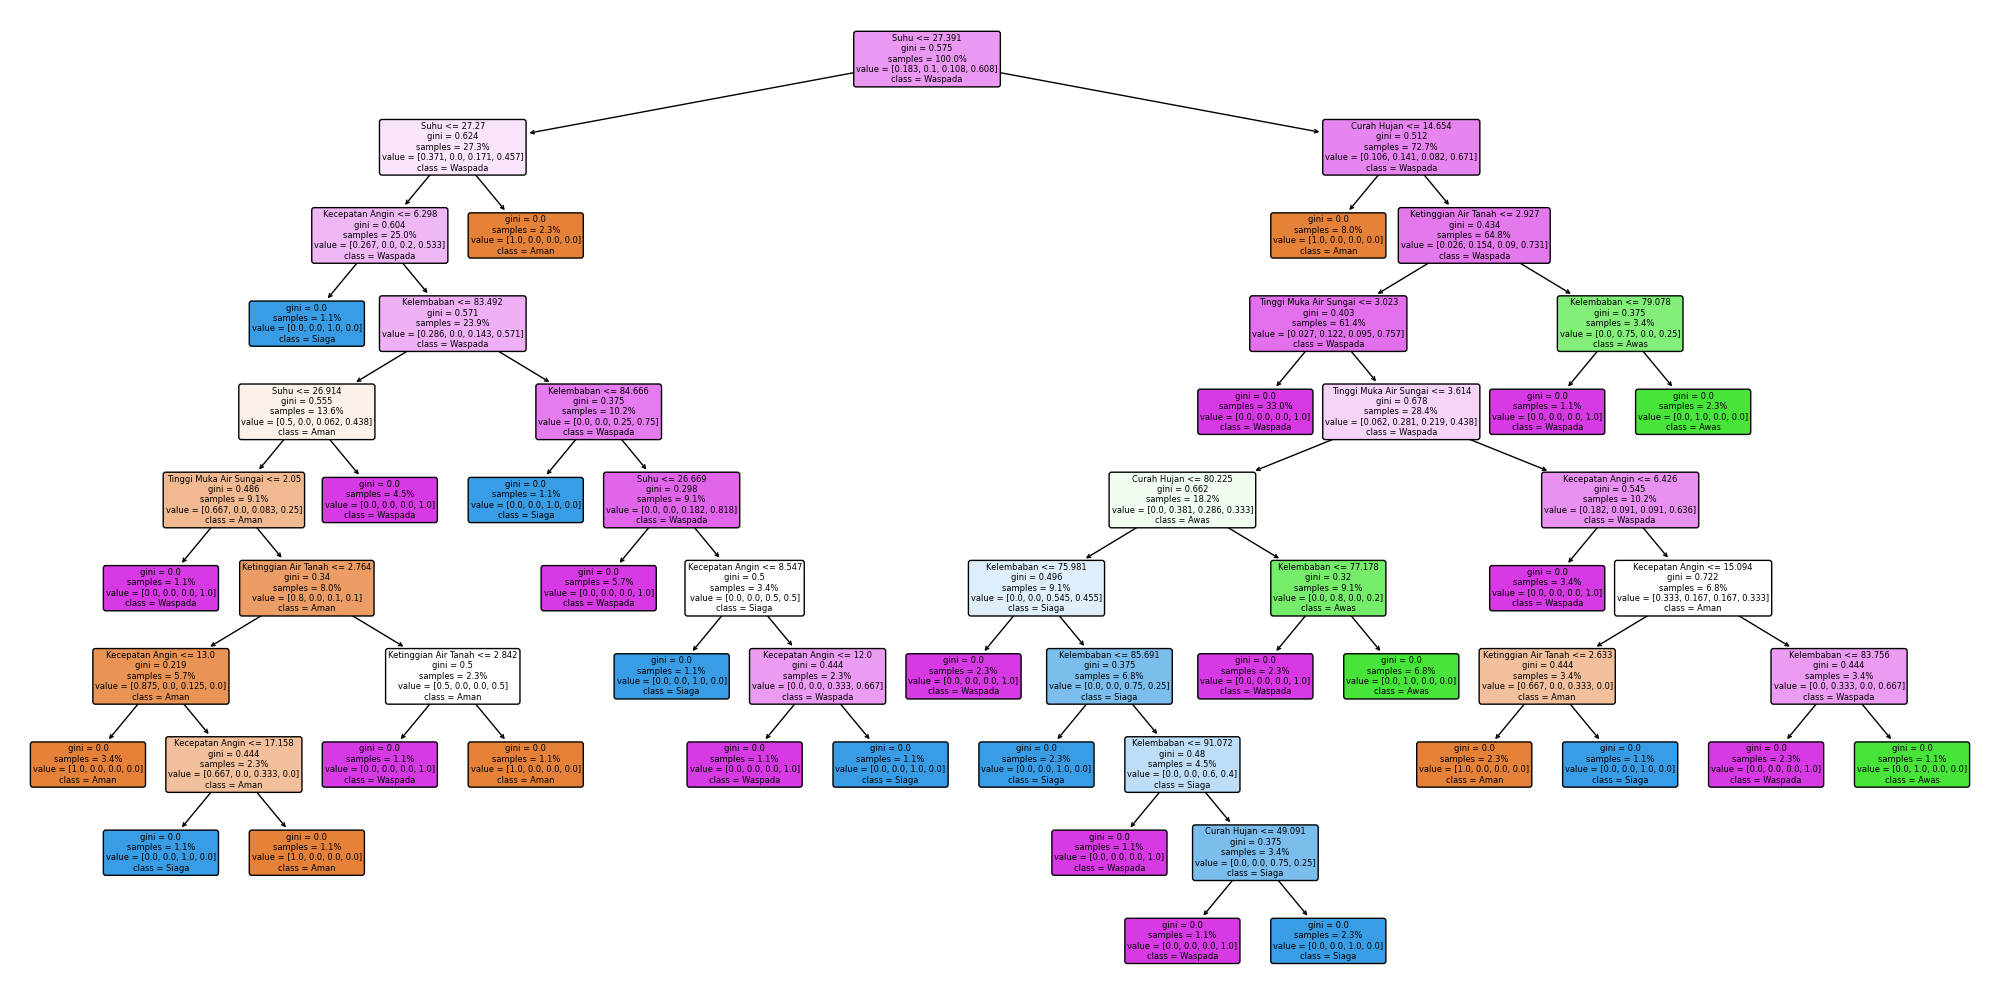 Suhu <= 27.391
gini = 0.575
samples = 100.0%
value = [0.183, 0.1, 0.108, 0.608]
class = Waspada
Suhu <= 27.27
gini = 0.624
samples = 27.3%
value = [0.371, 0.0, 0.171, 0.457]
class = Waspada
Curah Hujan <= 14.654
gini = 0.512
samples = 72.7%
value = [0.106, 0.141, 0.082, 0.671]
class = Waspada
Kecepatan Angin <= 6.298
gini = 0.604
samples = 25.0%
value = [0.267, 0.0, 0.2, 0.533]
class = Waspada
gini = 0.0
samples = 2.3%
value = [1.0, 0.0, 0.0, 0.0]
class = Aman
gini = 0.0
samples = 8.0%
value = [1.0, 0.0, 0.0, 0.0]
class = Aman
Ketinggian Air Tanah <= 2.927
gini = 0.434
samples = 64.8%
value = [0.026, 0.154, 0.09, 0.731]
class = Waspada
gini = 0.0
samples = 1.1%
value = [0.0, 0.0, 1.0, 0.0]
class = Siaga
Kelembaban <= 83.492
gini = 0.571
samples = 23.9%
value = [0.286, 0.0, 0.143, 0.571]
class = Waspada
Tinggi Muka Air Sungai <= 3.023
gini = 0.403
samples = 61.4%
value = [0.027, 0.122, 0.095, 0.757]
class = Waspada
Kelembaban <= 79.078
gini = 0.375
samples = 3.4%
value = [0.0, 0.75, 0.0, 0.25]
class = Awas
Suhu <= 26.914
gini = 0.555
samples = 13.6%
value = [0.5, 0.0, 0.062, 0.438]
class = Aman
Kelembaban <= 84.666
gini = 0.375
samples = 10.2%
value = [0.0, 0.0, 0.25, 0.75]
class = Waspada
gini = 0.0
samples = 33.0%
value = [0.0, 0.0, 0.0, 1.0]
class = Waspada
Tinggi Muka Air Sungai <= 3.614
gini = 0.678
samples = 28.4%
value = [0.062, 0.281, 0.219, 0.438]
class = Waspada
gini = 0.0
samples = 1.1%
value = [0.0, 0.0, 0.0, 1.0]
class = Waspada
gini = 0.0
samples = 2.3%
value = [0.0, 1.0, 0.0, 0.0]
class = Awas
Tinggi Muka Air Sungai <= 2.05
gini = 0.486
samples = 9.1%
value = [0.667, 0.0, 0.083, 0.25]
class = Aman
gini = 0.0
samples = 4.5%
value = [0.0, 0.0, 0.0, 1.0]
class = Waspada
gini = 0.0
samples = 1.1%
value = [0.0, 0.0, 1.0, 0.0]
class = Siaga
Suhu <= 26.669
gini = 0.298
samples = 9.1%
value = [0.0, 0.0, 0.182, 0.818]
class = Waspada
Curah Hujan <= 80.225
gini = 0.662
samples = 18.2%
value = [0.0, 0.381, 0.286, 0.333]
class = Awas
Kecepatan Angin <= 6.426
gini = 0.545
samples = 10.2%
value = [0.182, 0.091, 0.091, 0.636]
class = Waspada
gini = 0.0
samples = 1.1%
value = [0.0, 0.0, 0.0, 1.0]
class = Waspada
Ketinggian Air Tanah <= 2.764
gini = 0.34
samples = 8.0%
value = [0.8, 0.0, 0.1, 0.1]
class = Aman
gini = 0.0
samples = 5.7%
value = [0.0, 0.0, 0.0, 1.0]
class = Waspada
Kecepatan Angin <= 8.547
gini = 0.5
samples = 3.4%
value = [0.0, 0.0, 0.5, 0.5]
class = Siaga
Kelembaban <= 75.981
gini = 0.496
samples = 9.1%
value = [0.0, 0.0, 0.545, 0.455]
class = Siaga
Kelembaban <= 77.178
gini = 0.32
samples = 9.1%
value = [0.0, 0.8, 0.0, 0.2]
class = Awas
gini = 0.0
samples = 3.4%
value = [0.0, 0.0, 0.0, 1.0]
class = Waspada
Kecepatan Angin <= 15.094
gini = 0.722
samples = 6.8%
value = [0.333, 0.167, 0.167, 0.333]
class = Aman
Kecepatan Angin <= 13.0
gini = 0.219
samples = 5.7%
value = [0.875, 0.0, 0.125, 0.0]
class = Aman
Ketinggian Air Tanah <= 2.842
gini = 0.5
samples = 2.3%
value = [0.5, 0.0, 0.0, 0.5]
class = Aman
gini = 0.0
samples = 1.1%
value = [0.0, 0.0, 1.0, 0.0]
class = Siaga
Kecepatan Angin <= 12.0
gini = 0.444
samples = 2.3%
value = [0.0, 0.0, 0.333, 0.667]
class = Waspada
gini = 0.0
samples = 2.3%
value = [0.0, 0.0, 0.0, 1.0]
class = Waspada
Kelembaban <= 85.691
gini = 0.375
samples = 6.8%
value = [0.0, 0.0, 0.75, 0.25]
class = Siaga
gini = 0.0
samples = 2.3%
value = [0.0, 0.0, 0.0, 1.0]
class = Waspada
gini = 0.0
samples = 6.8%
value = [0.0, 1.0, 0.0, 0.0]
class = Awas
Ketinggian Air Tanah <= 2.633
gini = 0.444
samples = 3.4%
value = [0.667, 0.0, 0.333, 0.0]
class = Aman
Kelembaban <= 83.756
gini = 0.444
samples = 3.4%
value = [0.0, 0.333, 0.0, 0.667]
class = Waspada
gini = 0.0
samples = 3.4%
value = [1.0, 0.0, 0.0, 0.0]
class = Aman
Kecepatan Angin <= 17.158
gini = 0.444
samples = 2.3%
value = [0.667, 0.0, 0.333, 0.0]
class = Aman
gini = 0.0
samples = 1.1%
value = [0.0, 0.0, 0.0, 1.0]
class = Waspada
gini = 0.0
samples = 1.1%
value = [1.0, 0.0, 0.0, 0.0]
class = Aman
gini = 0.0
samples = 1.1%
value = [0.0, 0.0, 0.0, 1.0]
class = Waspada
gini = 0.0
samples = 1.1%
value = [0.0, 0.0, 1.0, 0.0]
class = Siaga
gini = 0.0
samples = 2.3%
value = [0.0, 0.0, 1.0, 0.0]
class = Siaga
Kelembaban <= 91.072
gini = 0.48
samples = 4.5%
value = [0.0, 0.0, 0.6, 0.4]
class = Siaga
gini = 0.0
samples = 2.3%
value = [1.0, 0.0, 0.0, 0.0]
class = Aman
gini = 0.0
samples = 1.1%
value = [0.0, 0.0, 1.0, 0.0]
class = Siaga
gini = 0.0
samples = 2.3%
value = [0.0, 0.0, 0.0, 1.0]
class = Waspada
gini = 0.0
samples = 1.1%
value = [0.0, 1.0, 0.0, 0.0]
class = Awas
gini = 0.0
samples = 1.1%
value = [0.0, 0.0, 1.0, 0.0]
class = Siaga
gini = 0.0
samples = 1.1%
value = [1.0, 0.0, 0.0, 0.0]
class = Aman
gini = 0.0
samples = 1.1%
value = [0.0, 0.0, 0.0, 1.0]
class = Waspada
Curah Hujan <= 49.091
gini = 0.375
samples = 3.4%
value = [0.0, 0.0, 0.75, 0.25]
class = Siaga
gini = 0.0
samples = 1.1%
value = [0.0, 0.0, 0.0, 1.0]
class = Waspada
gini = 0.0
samples = 2.3%
value = [0.0, 0.0, 1.0, 0.0]
class = Siaga